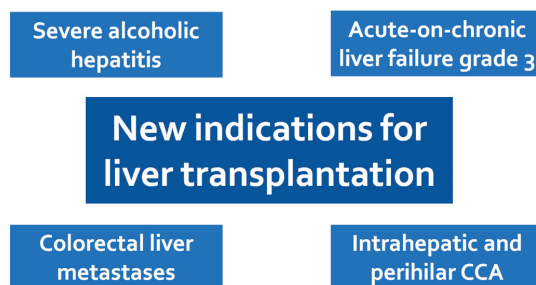 Severe alcoholic
hepatitis
Acute-on-chronic
liver failure grade 3
New indications for
liver transplantation
Colorectal liver
metastases
Intrahepatic and
perihilar CCA